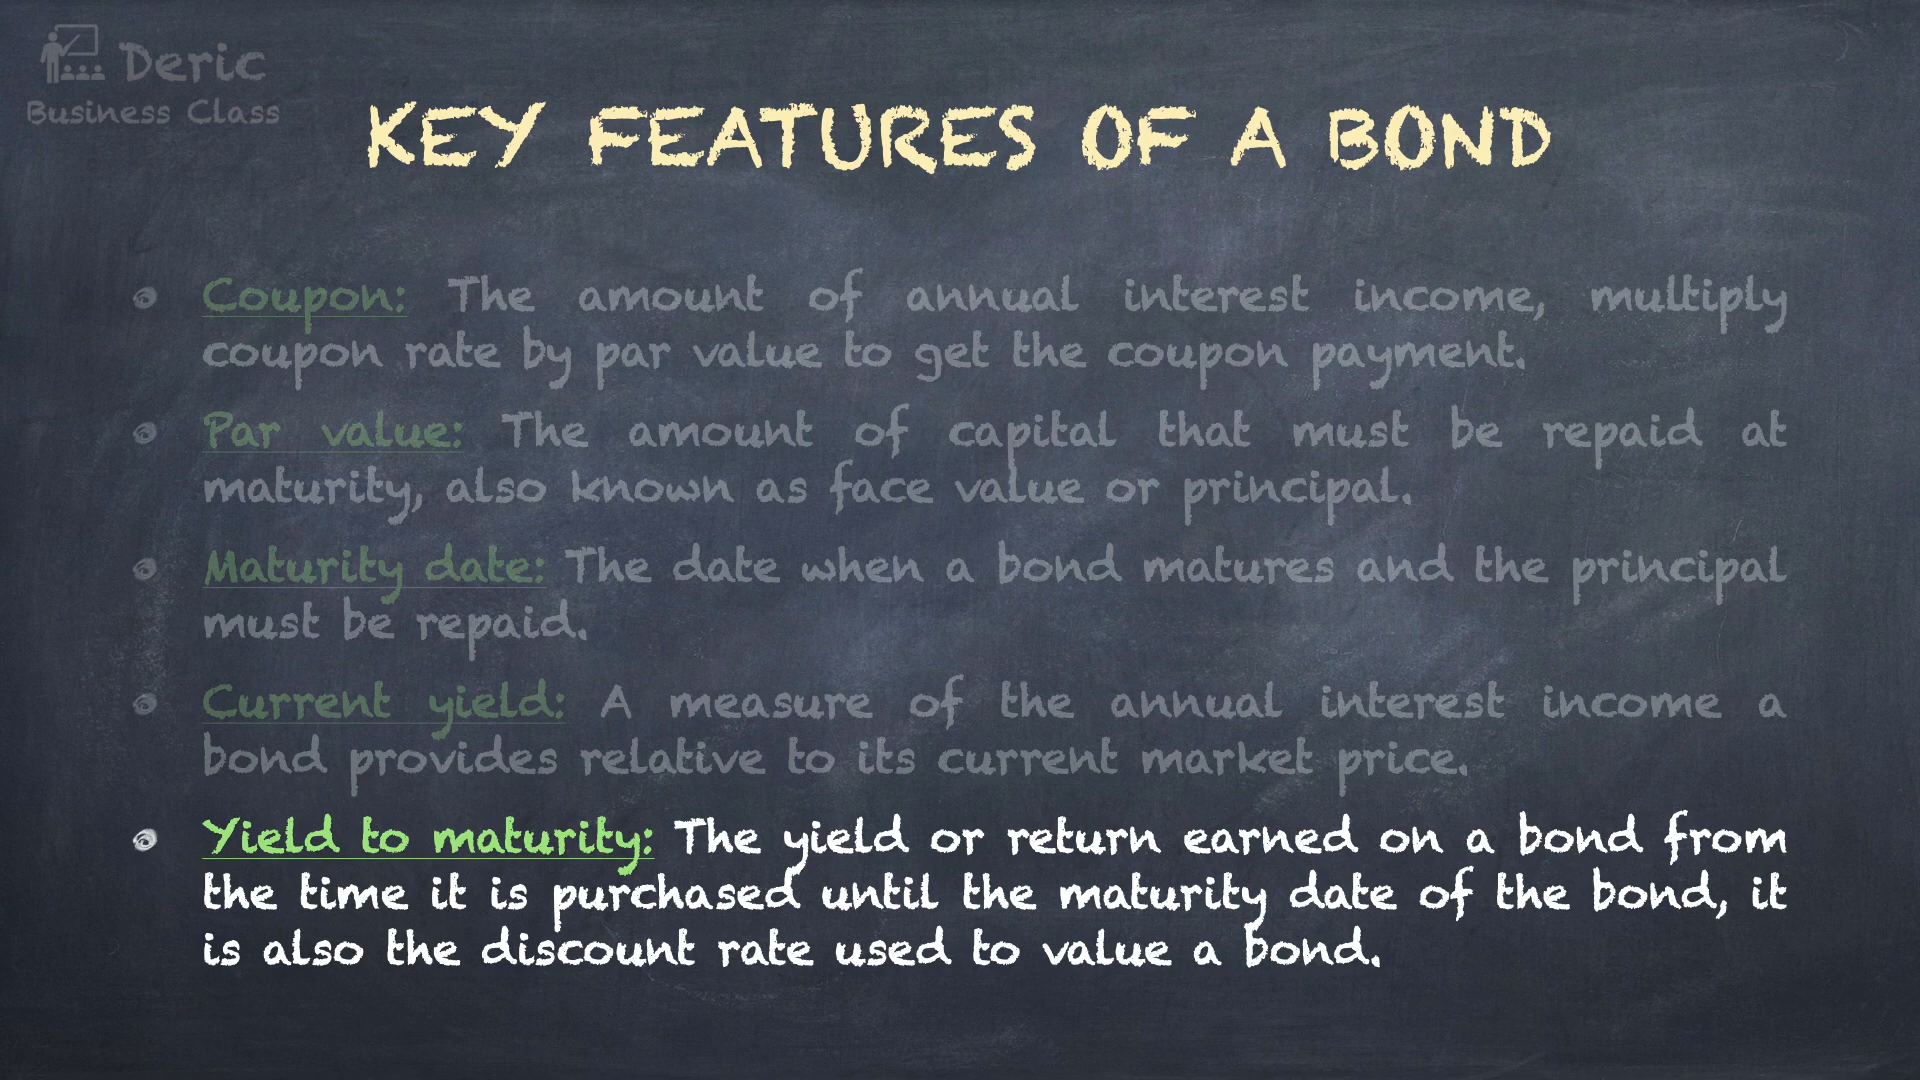 Deric
Business Class
KEY FEATURES OF A BOND
Coupon: The amount of annual interest income, multiply
coupon rate by par value to get the coupon payment.
Par value: The amount of capital that must be repaid at
maturity, also known as face value or principal.
Maturity date: The date when a bond matures and the principal
must be repaid.
Current yield: A measure of the annual interest income a
bond provides relative to its current market price.
Yield to maturity: The yield or return earned on a bond from
the time it is purchased until the maturity date of the bond, it
is also the discount rate used to value a bond.